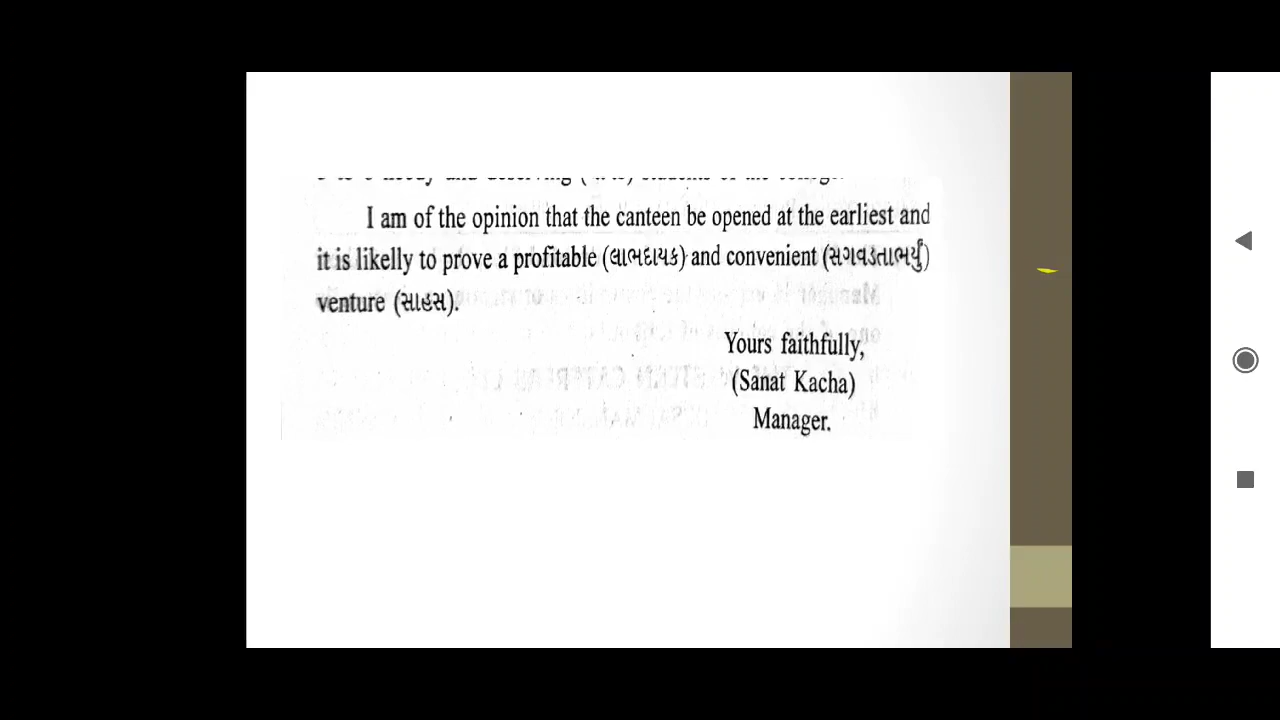 I am of the opinion that the canteen be opened at the earliest and
it is likelly to prove a profitable (લાભદાયક) and convenient (સગવડતાભર્યું)
venture (સાહસ).
Yours faithfully,
(Sanat Kacha)
Manager.